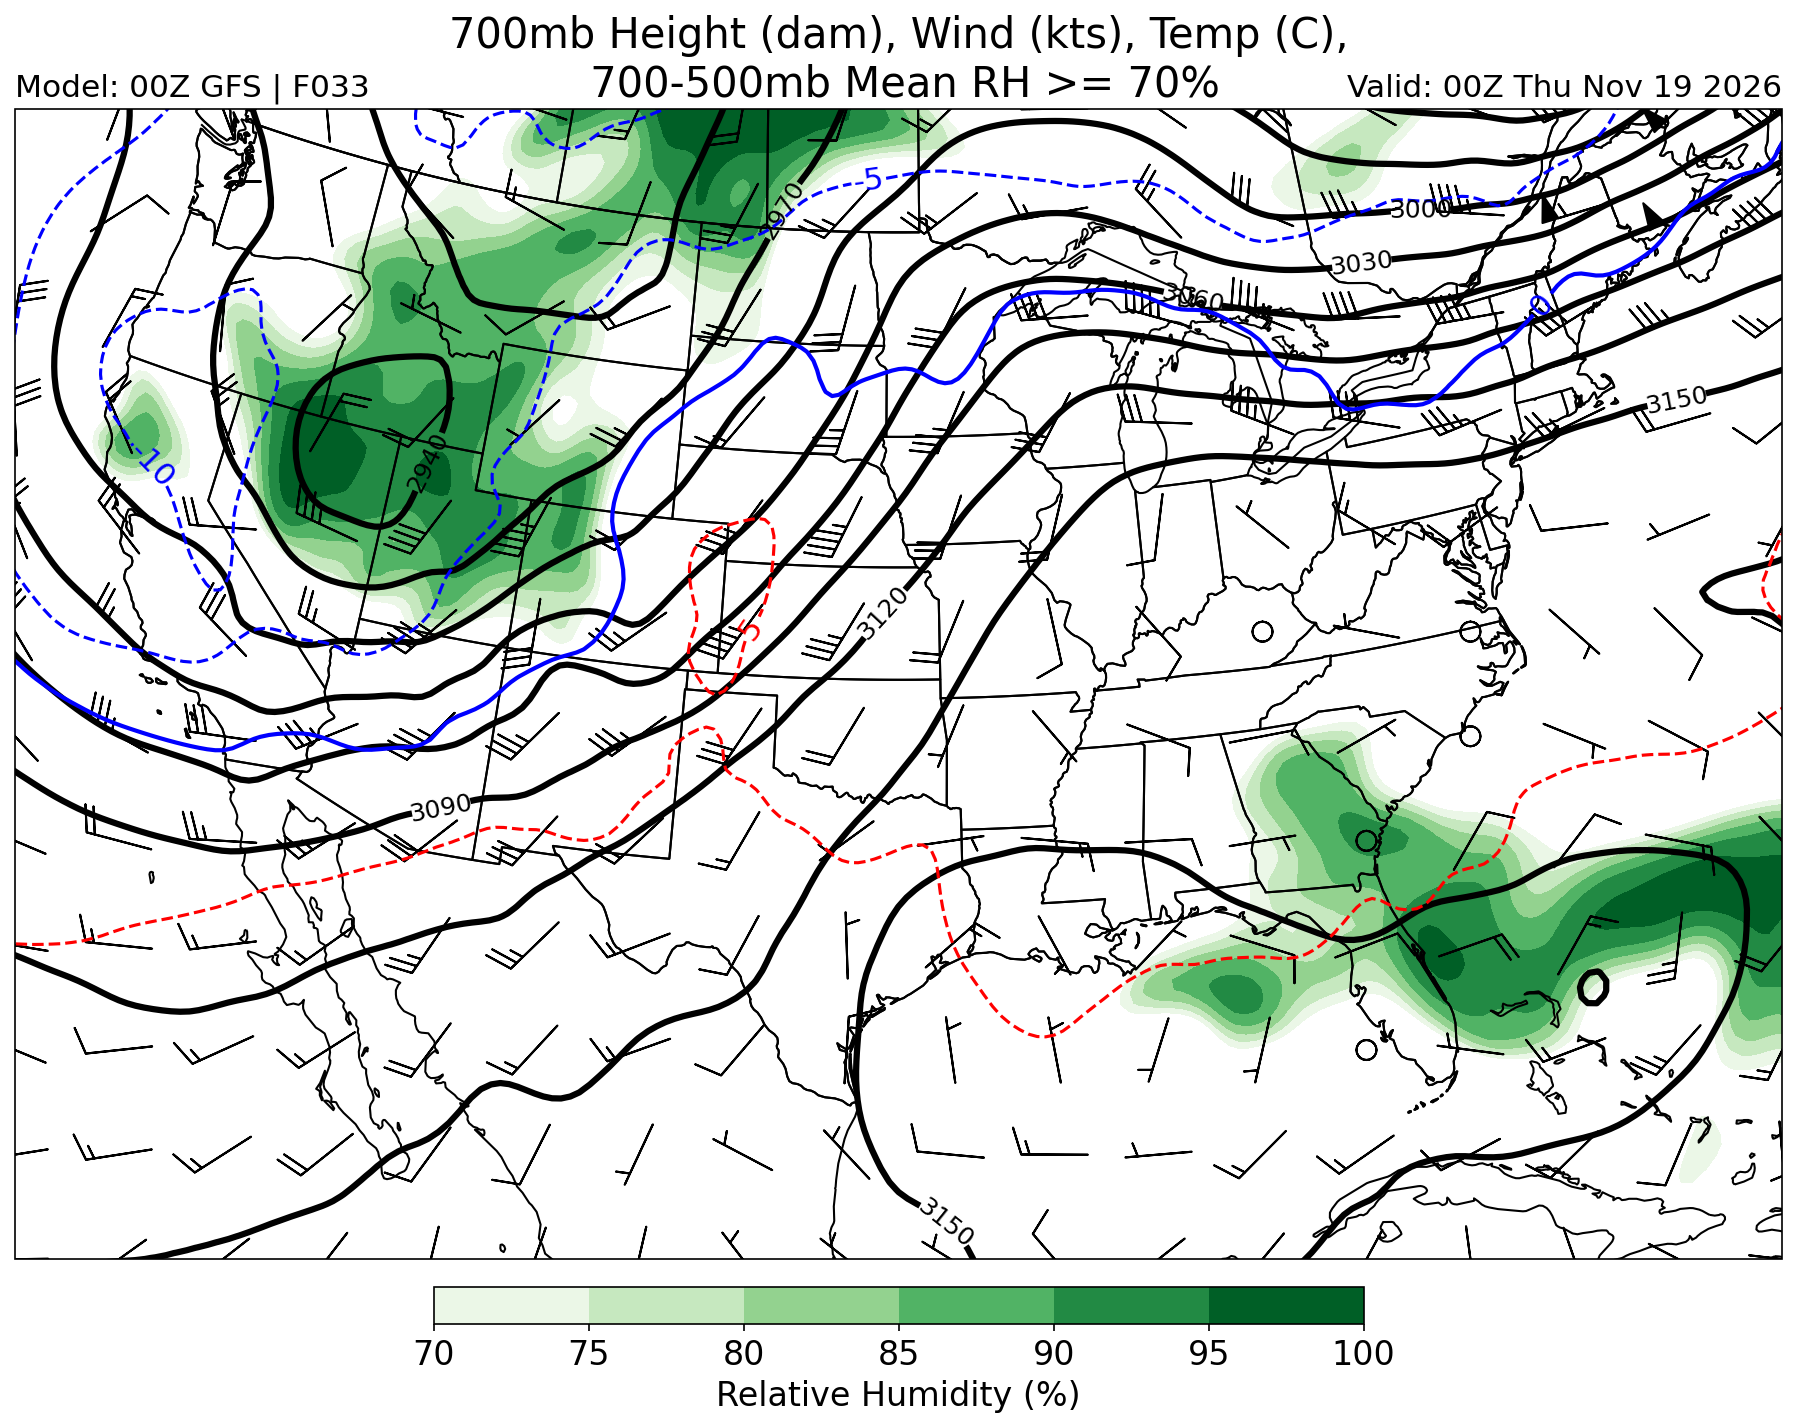 700mb Height (dam), Wind (kts), Temp (C),
700-500mb Mean RH >= 70%
Model: 00Z GFS | F033
Valid: 00Z Thu Nov 19 2026
-5
2970
3000
3030
3060
0
3150
2940
-10
3120
5
3090
3150
70 75 80 85 90 95 100
Relative Humidity (%)